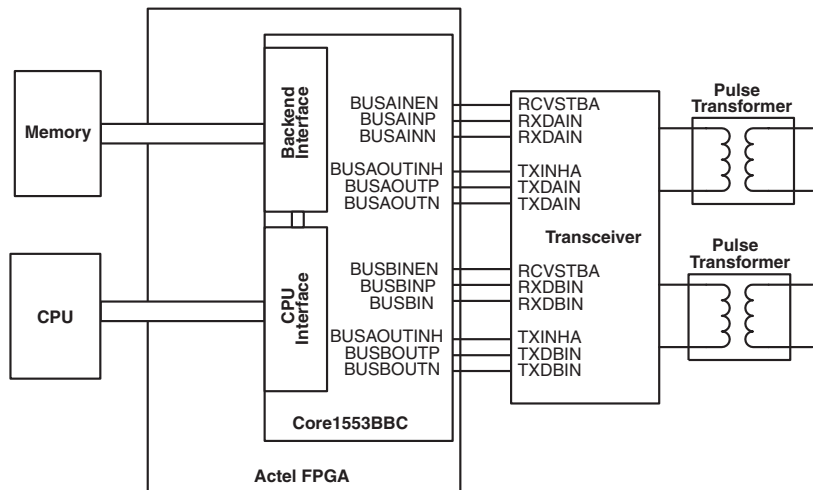 Memory
CPU
Backend
Interface
CPU
Interface
BUSAINEN
BUSAINP
BUSAINN
BUSAOUTINH
BUSAOUTP
BUSAOUTN
BUSBINEN
BUSBINP
BUSBIN
BUSAOUTINH
BUSBOUTP
BUSBOUTN
Core1553BBC
Actel FPGA
RCVSTBA
RXDAIN
RXDAIN
TXINHA
TXDAIN
TXDAIN
Transceiver
RCVSTBA
RXDBIN
RXDBIN
TXINHA
TXDBIN
TXDBIN
Pulse
Transformer
Pulse
Transformer